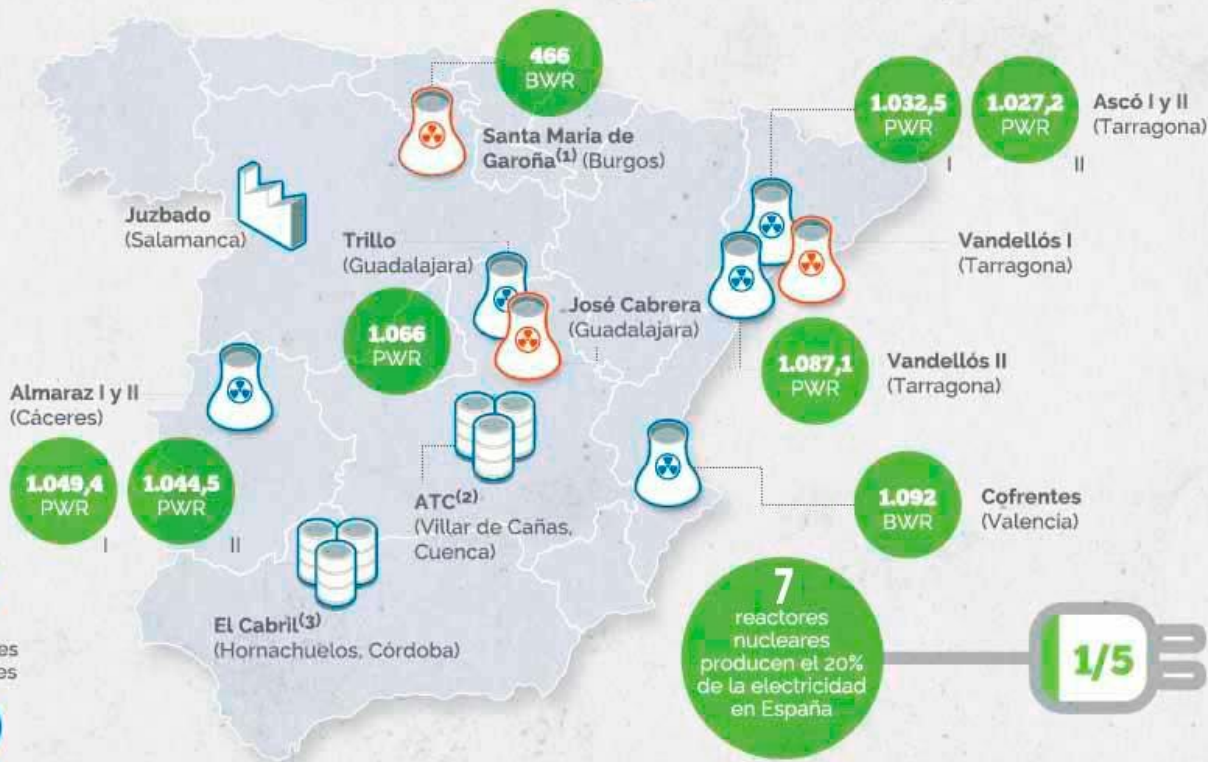 466
BWR
Santa María de
Garoña(1) (Burgos)
1.032,5
PWR
I
1.027,2
PWR
II
Ascó I y II
(Tarragona)
Juzbado
(Salamanca)
Trillo
(Guadalajara)
1.066
PWR
José Cabrera
(Guadalajara)
Vandellós I
(Tarragona)
1.087,1
PWR
Vandellós II
(Tarragona)
Almaraz I y II
(Cáceres)
1.049,4
PWR
I
1.044,5
PWR
II
ATC(2)
(Villar de Cañas,
Cuenca)
1.092
BWR
Cofrentes
(Valencia)
El Cabril(3)
(Hornachuelos, Córdoba)
7
reactores
nucleares
producen el 20%
de la electricidad
en España
1/5
es
es